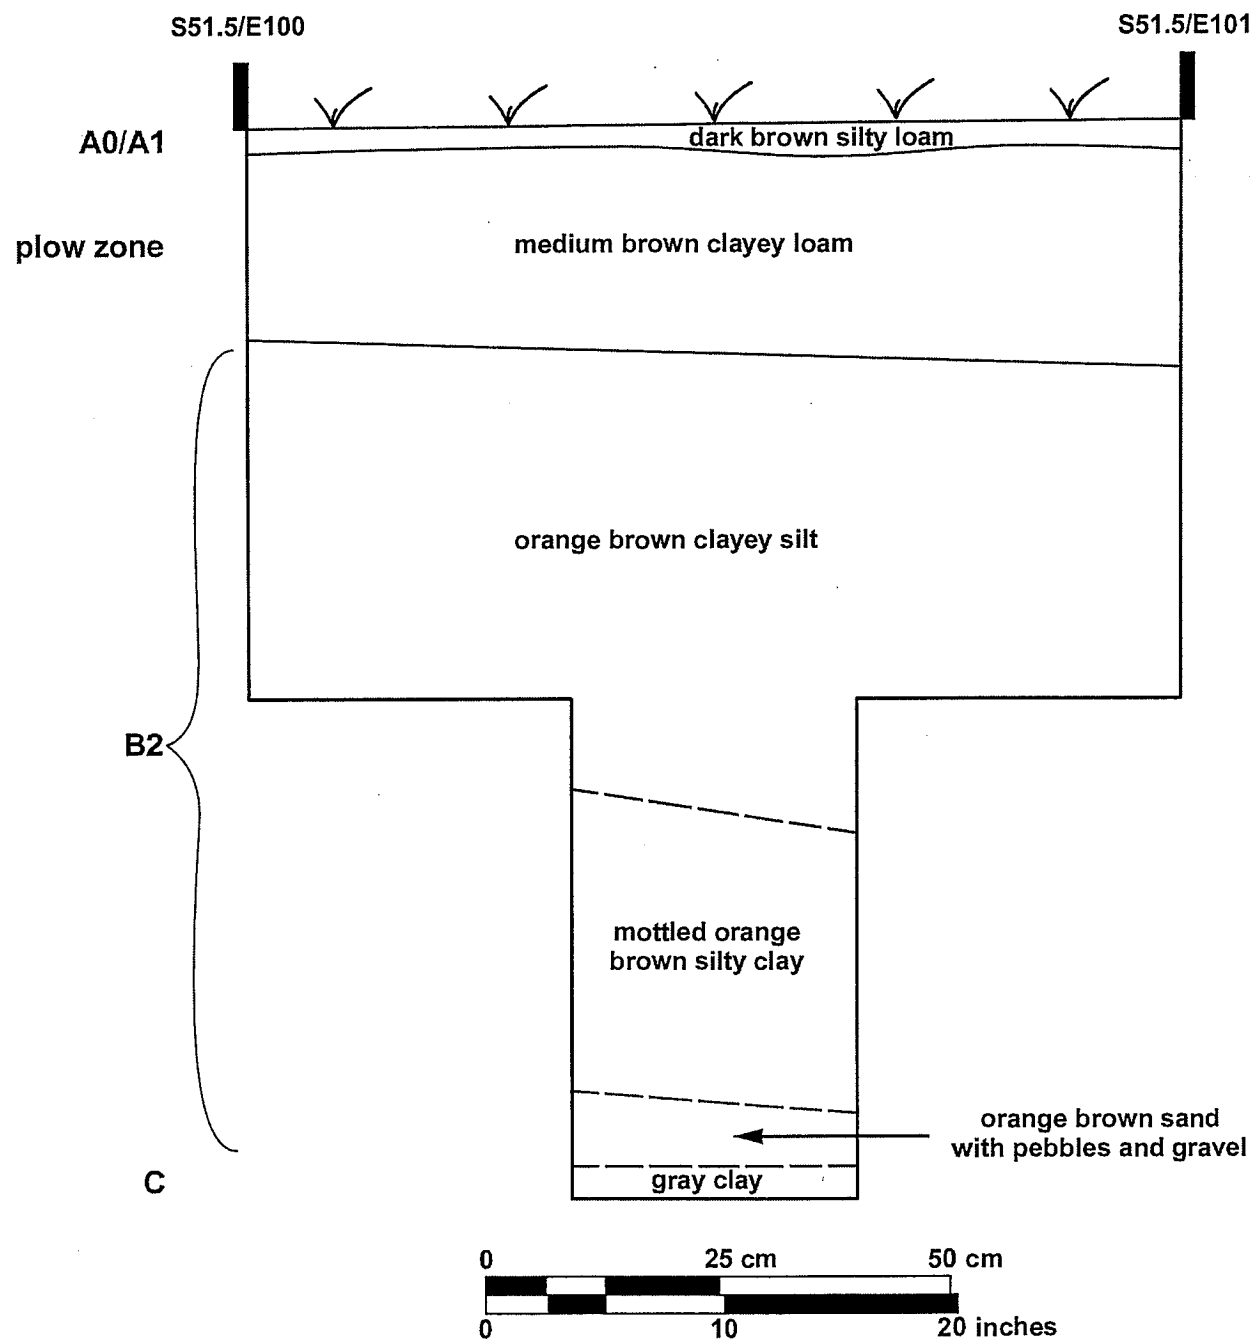 S51.5/E100
S51.5/E101
A0/A1
dark brown silty loam
plow zone
medium brown clayey loam
orange brown clayey silt
B2
mottled orange
brown silty clay
orange brown sand
with pebbles and gravel
C
gray clay
0 25 cm 50 cm
0 10 20 inches